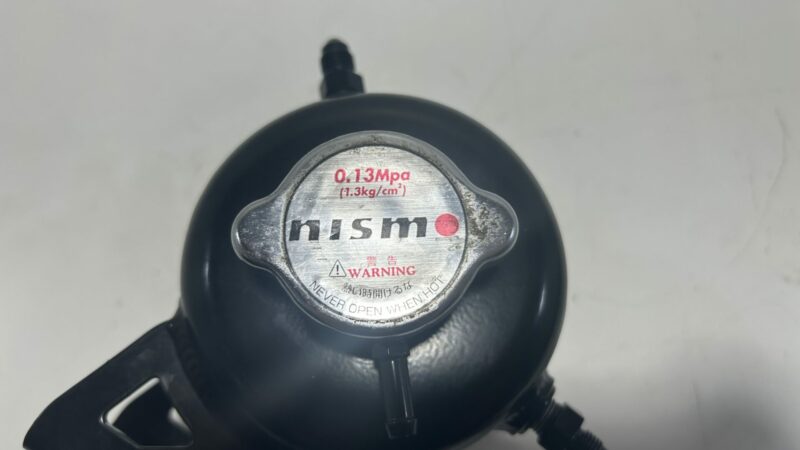 0.13Mpa
(1.3kg/cm²)
nismo
警告
WARNING
NEVER OPEN WHEN HOT